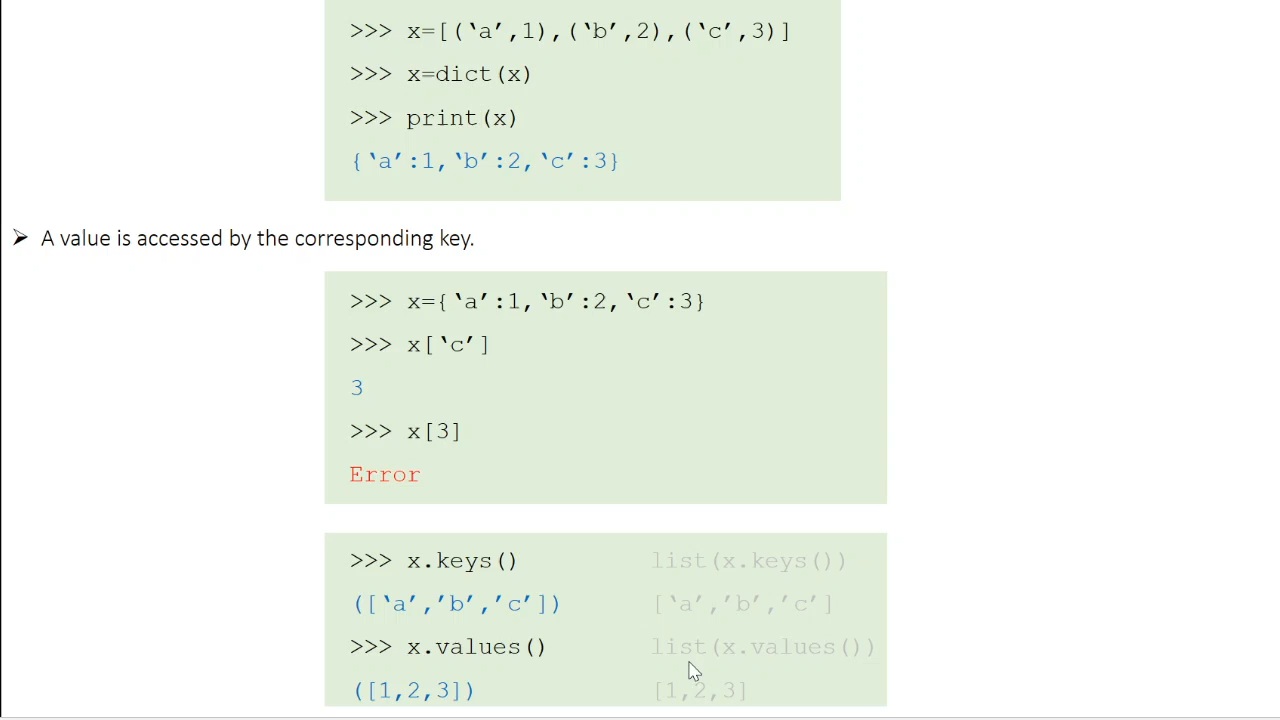 >>> x=[(‘a’,1),(‘b’,2),(‘c’,3)]
>>> x=dict(x)
>>> print(x)
{‘a’:1,‘b’:2,‘c’:3}
➢ A value is accessed by the corresponding key.
>>> x={‘a’:1,‘b’:2,‘c’:3}
>>> x[‘c’]
3
>>> x[3]
Error
>>> x.keys() list(x.keys())
([‘a’,’b’,’c’]) [‘a’,’b’,’c’]
>>> x.values() list(x.values())
([1,2,3]) [1,2,3]